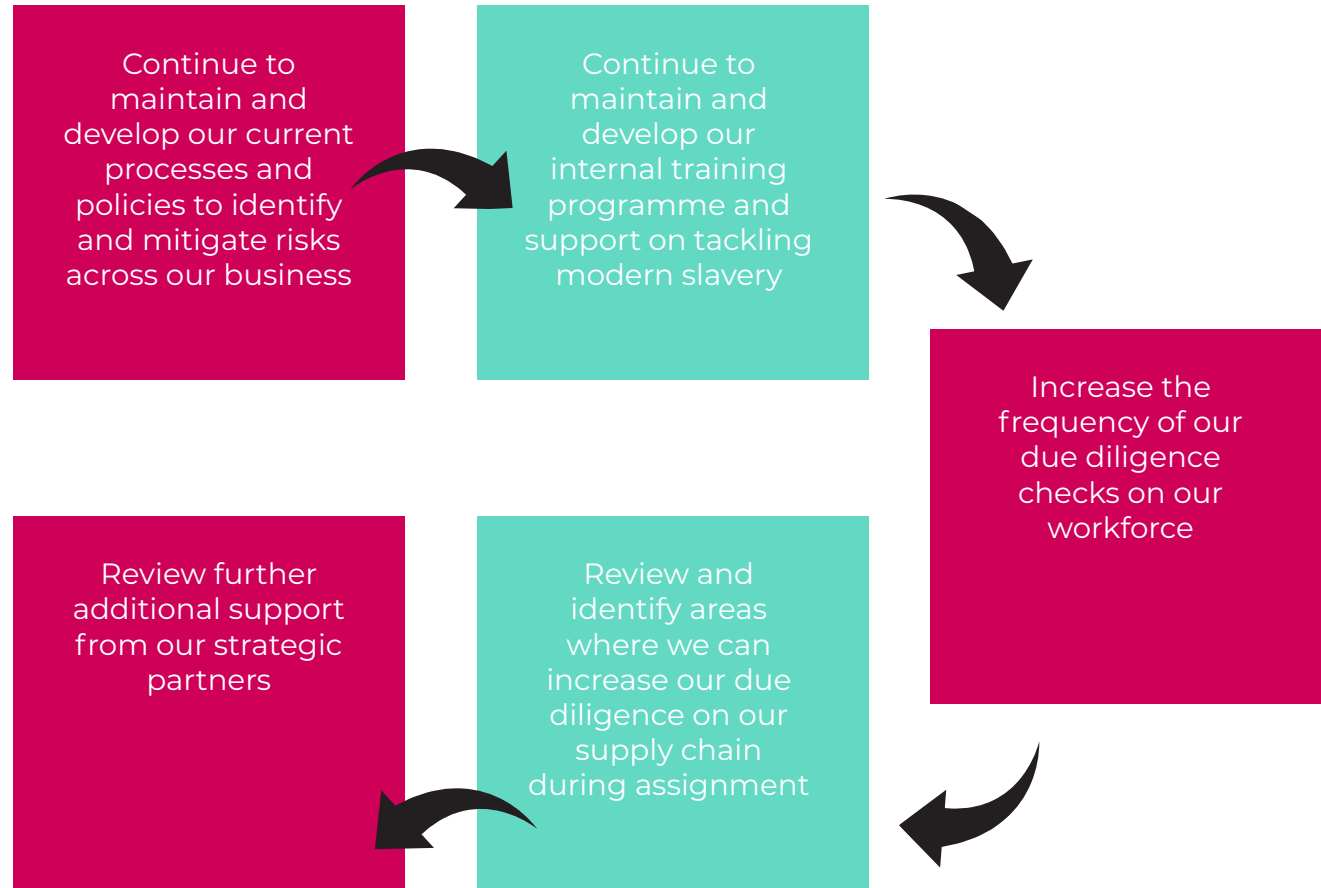 Continue to
maintain and
develop our current
processes and
policies to identify
and mitigate risks
across our business
Continue to
maintain and
develop our
internal training
programme and
support on tackling
modern slavery
Increase the
frequency of our
due diligence
checks on our
workforce
Review and
identify areas
where we can
increase our due
diligence on our
supply chain
during assignment
Review further
additional support
from our strategic
partners